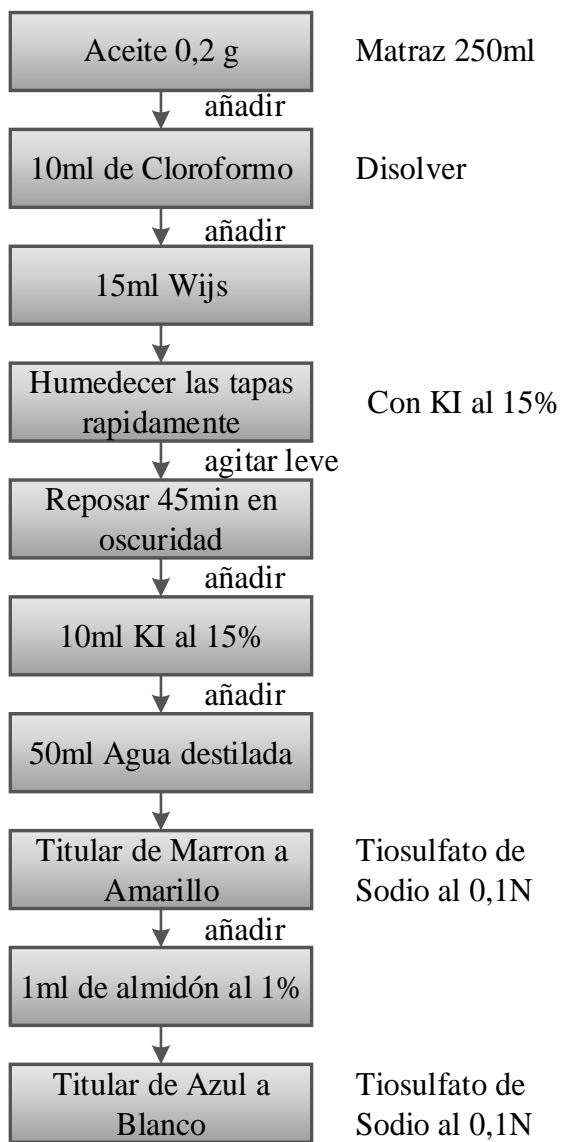 Aceite 0,2 g
Matraz 250ml
añadir
10ml de Cloroformo
Disolver
añadir
15ml Wijs
Humedecer las tapas
rapidamente
Con KI al 15%
agitar leve
Reposar 45min en
oscuridad
añadir
10ml KI al 15%
añadir
50ml Agua destilada
Titular de Marron a
Amarillo
Tiosulfato de
Sodio al 0,1N
añadir
1ml de almidón al 1%
Titular de Azul a
Blanco
Tiosulfato de
Sodio al 0,1N